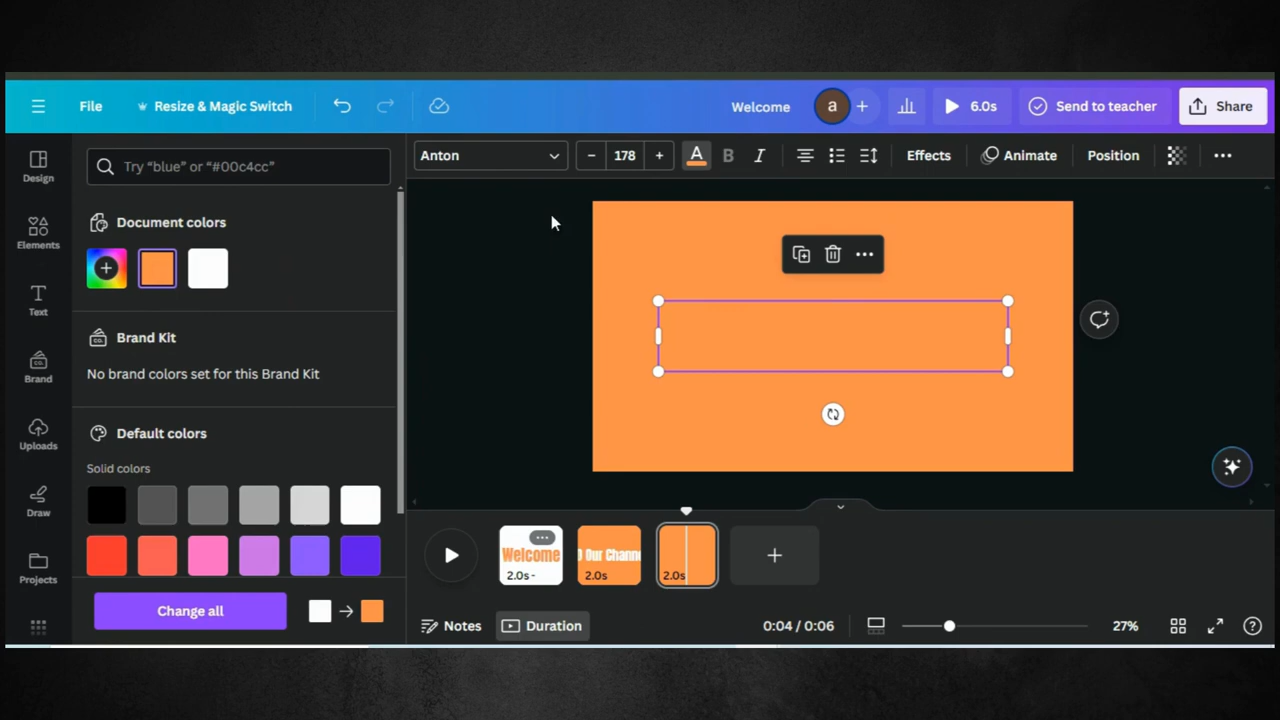 File
Resize & Magic Switch
Welcome
a
6.0s
Send to teacher
Share
Design
Elements
Text
Brand
Uploads
Draw
Projects
Try “blue” or “#00c4cc”
Document colors
Brand Kit
CO.
No brand colors set for this Brand Kit
Default colors
Solid colors
Change all
Anton
178
A
B
I
Effects
Animate
Position
Welcome
2.0s
O Our Channe
2.0s
2.0s
Notes
Duration
0:04 / 0:06
27%